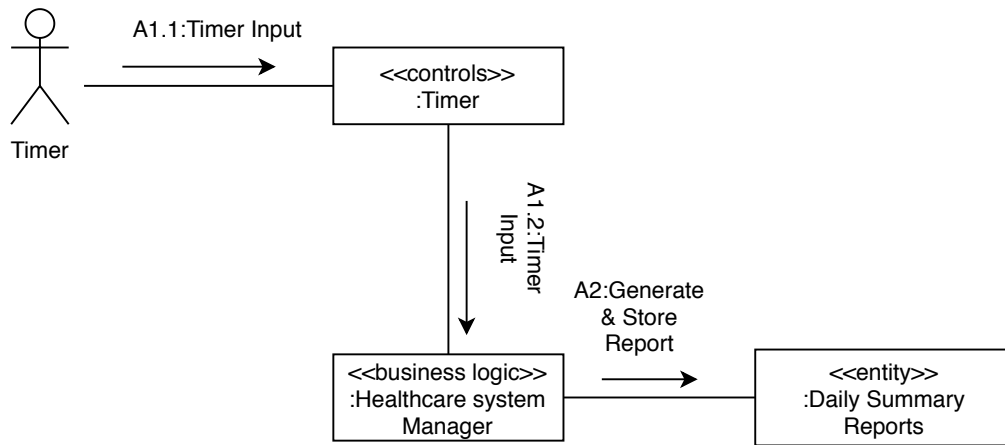 A1.1:Timer Input
<<controls>>
:Timer
Timer
A1.2:Timer
Input
A2:Generate
& Store
Report
<<business logic>>
:Healthcare system
Manager
<<entity>>
:Daily Summary
Reports